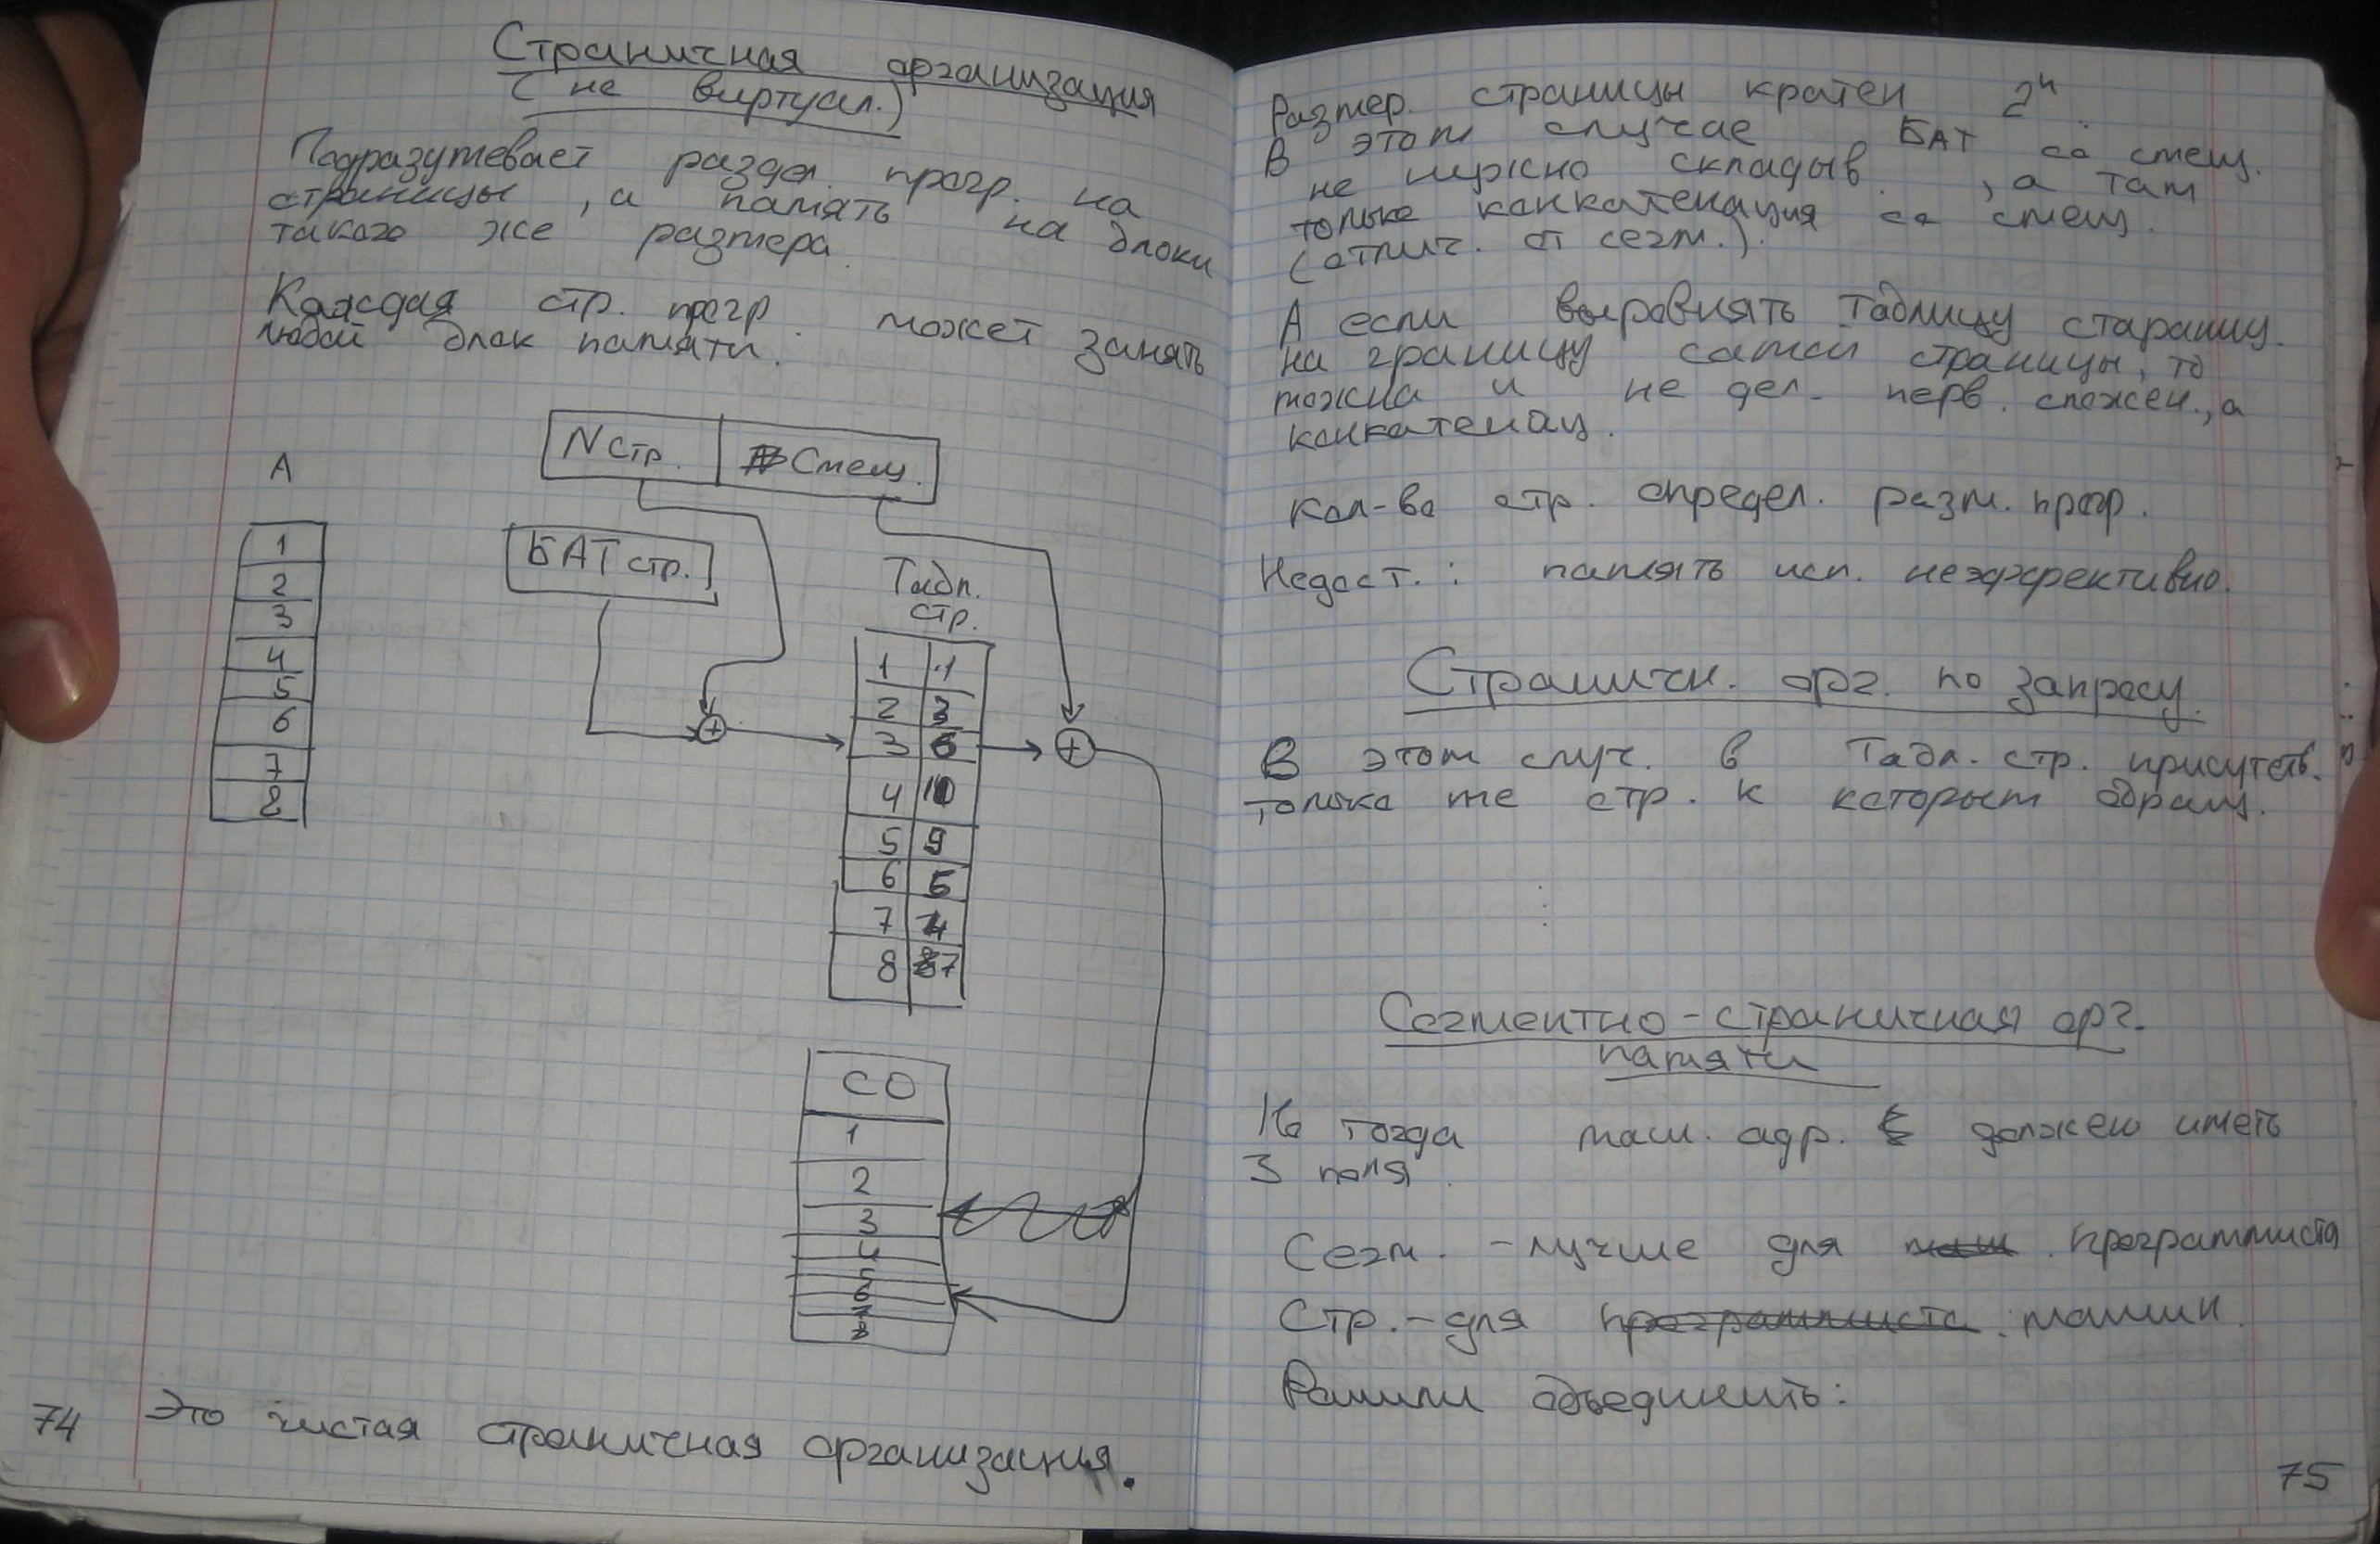 Страничная организация
(не виртуал.)
Подразумевает раздел. прогр. на
страницы, а память на блоки
такого же размера.
Каждая стр. прогр. может занять
любой блок памяти.
N стр. Смещ.
А
БАТ стр.
1
2
3
4
5
6
7
8
Табл.
стр.
1 1
2 3
3 6
4 10
5 9
6 5
7 4
8 7
СО
1
2
3
4
5
6
7
8
74 Это чистая страничная организация.
Размер. страницы кратен 2ⁿ.
В этом случае БАТ со смещ.
не нужно складыв., а там
только конкатенация со смещ.
(отлич. от сегм.).
А если выровнять таблицу стараниц.
на границу самой страницы, то
можна и не дел. перв. сложен., а
конкатенац.
Кол-во стр. определ. разм. прогр.
Недост.: память исп. неэффективно.
Страничн. орг. по запросу.
В этом случ. в Табл. стр. присутств.
только те стр. к которым обращ.
Сегментно-страничная орг.
памяти
Но тогда маш. адр. должен иметь
3 поля.
Сегм. - лучше для маш. программиста
Стр. - для программиста машин.
Рашили объединить:
75